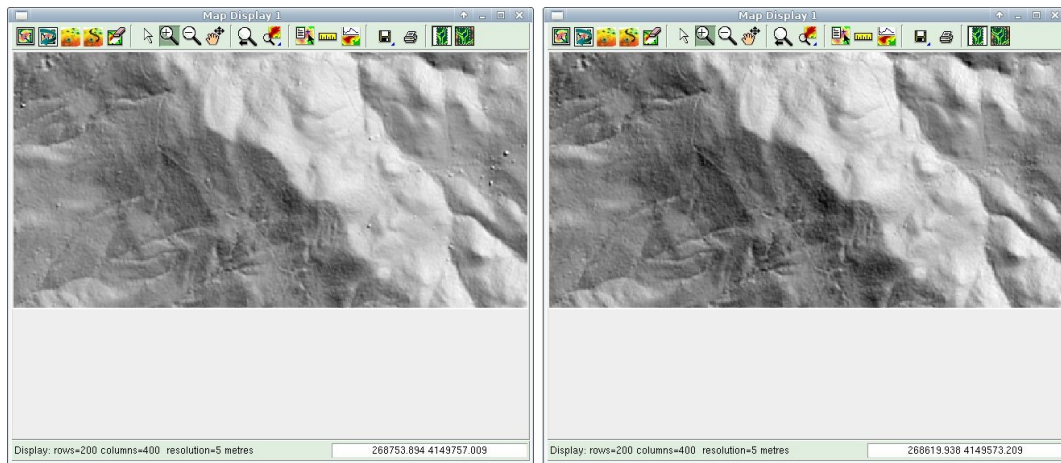 Map Display 1
Display: rows=200 columns=400 resolution=5 metres
268753.894 4149757.009
Map Display 1
Display: rows=200 columns=400 resolution=5 metres
268619.938 4149573.209